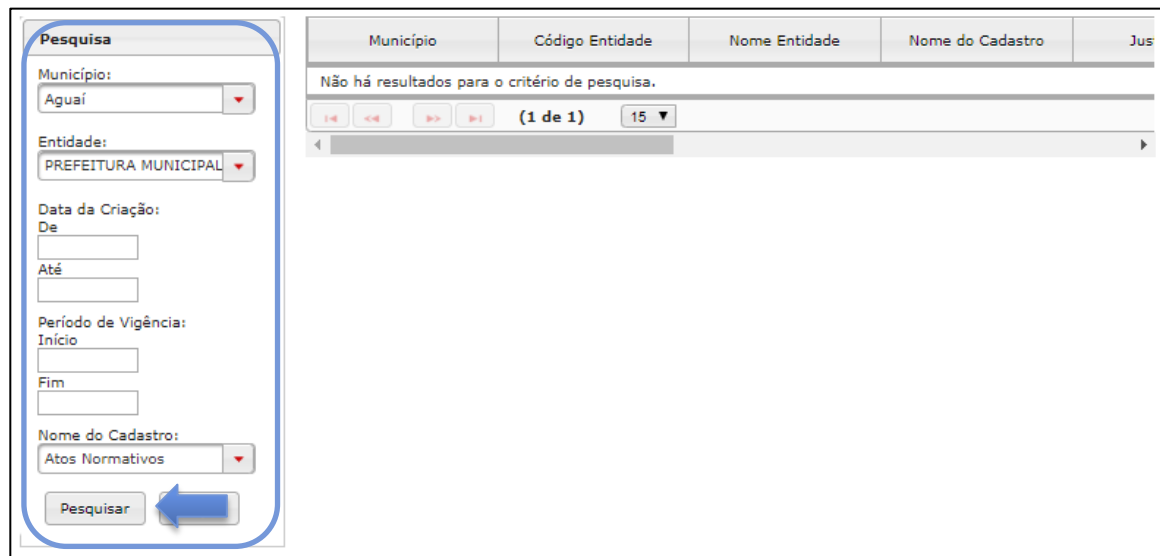 Pesquisa
Município:
Aguaí
Entidade:
PREFEITURA MUNICIPAL
Data da Criação:
De
Até
Período de Vigência:
Início
Fim
Nome do Cadastro:
Atos Normativos
Pesquisar
Município Código Entidade Nome Entidade Nome do Cadastro Jus
Não há resultados para o critério de pesquisa.
(1 de 1) 15